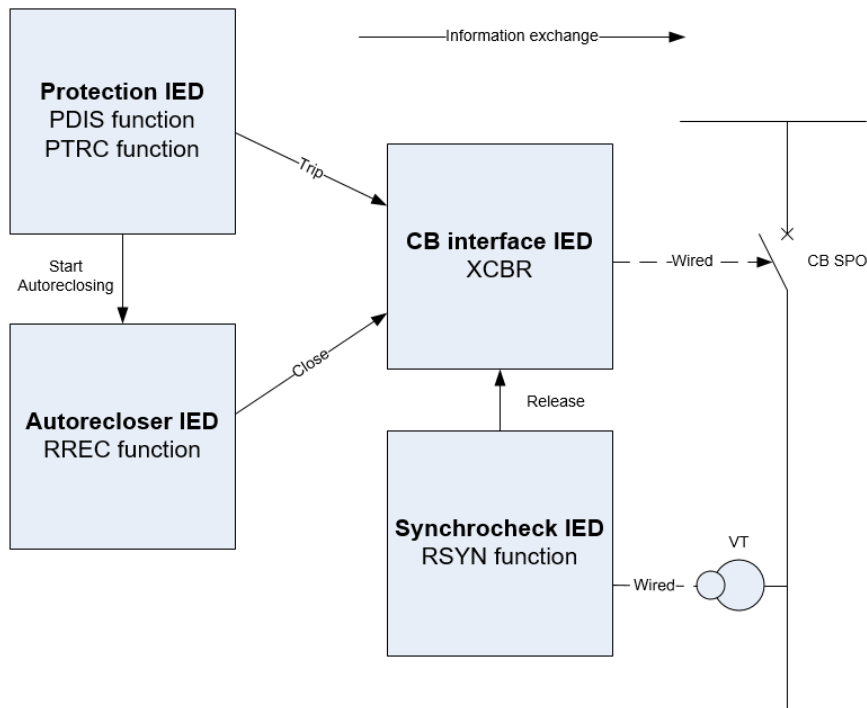 Information exchange
Protection IED
PDIS function
PTRC function
Trip
CB interface IED
XCBR
Wired
CB SPO
Start
Autoreclosing
Close
Autorecloser IED
RREC function
Release
Synchrocheck IED
RSYN function
Wired
VT